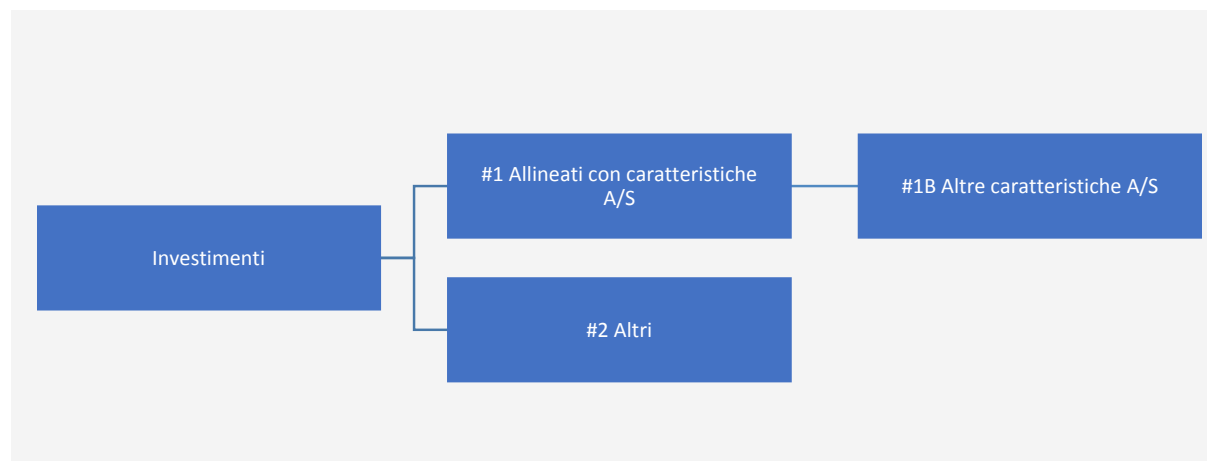 #1 Allineati con caratteristiche
A/S
#1B Altre caratteristiche A/S
Investimenti
#2 Altri